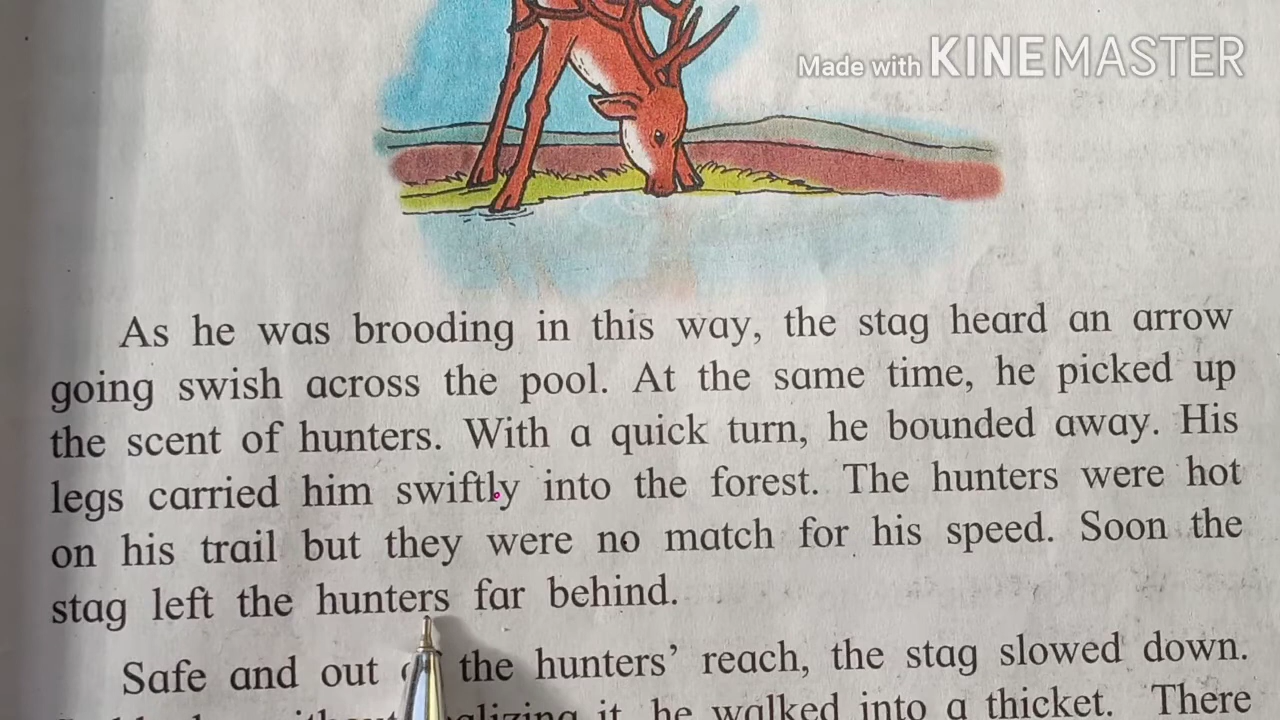 Made with KINEMASTER
As he was brooding in this way, the stag heard an arrow
going swish across the pool. At the same time, he picked up
the scent of hunters. With a quick turn, he bounded away. His
legs carried him swiftly into the forest. The hunters were hot
on his trail but they were no match for his speed. Soon the
stag left the hunters far behind.
Safe and out the hunters' reach, the stag slowed down.
it, he walked into a thicket. There